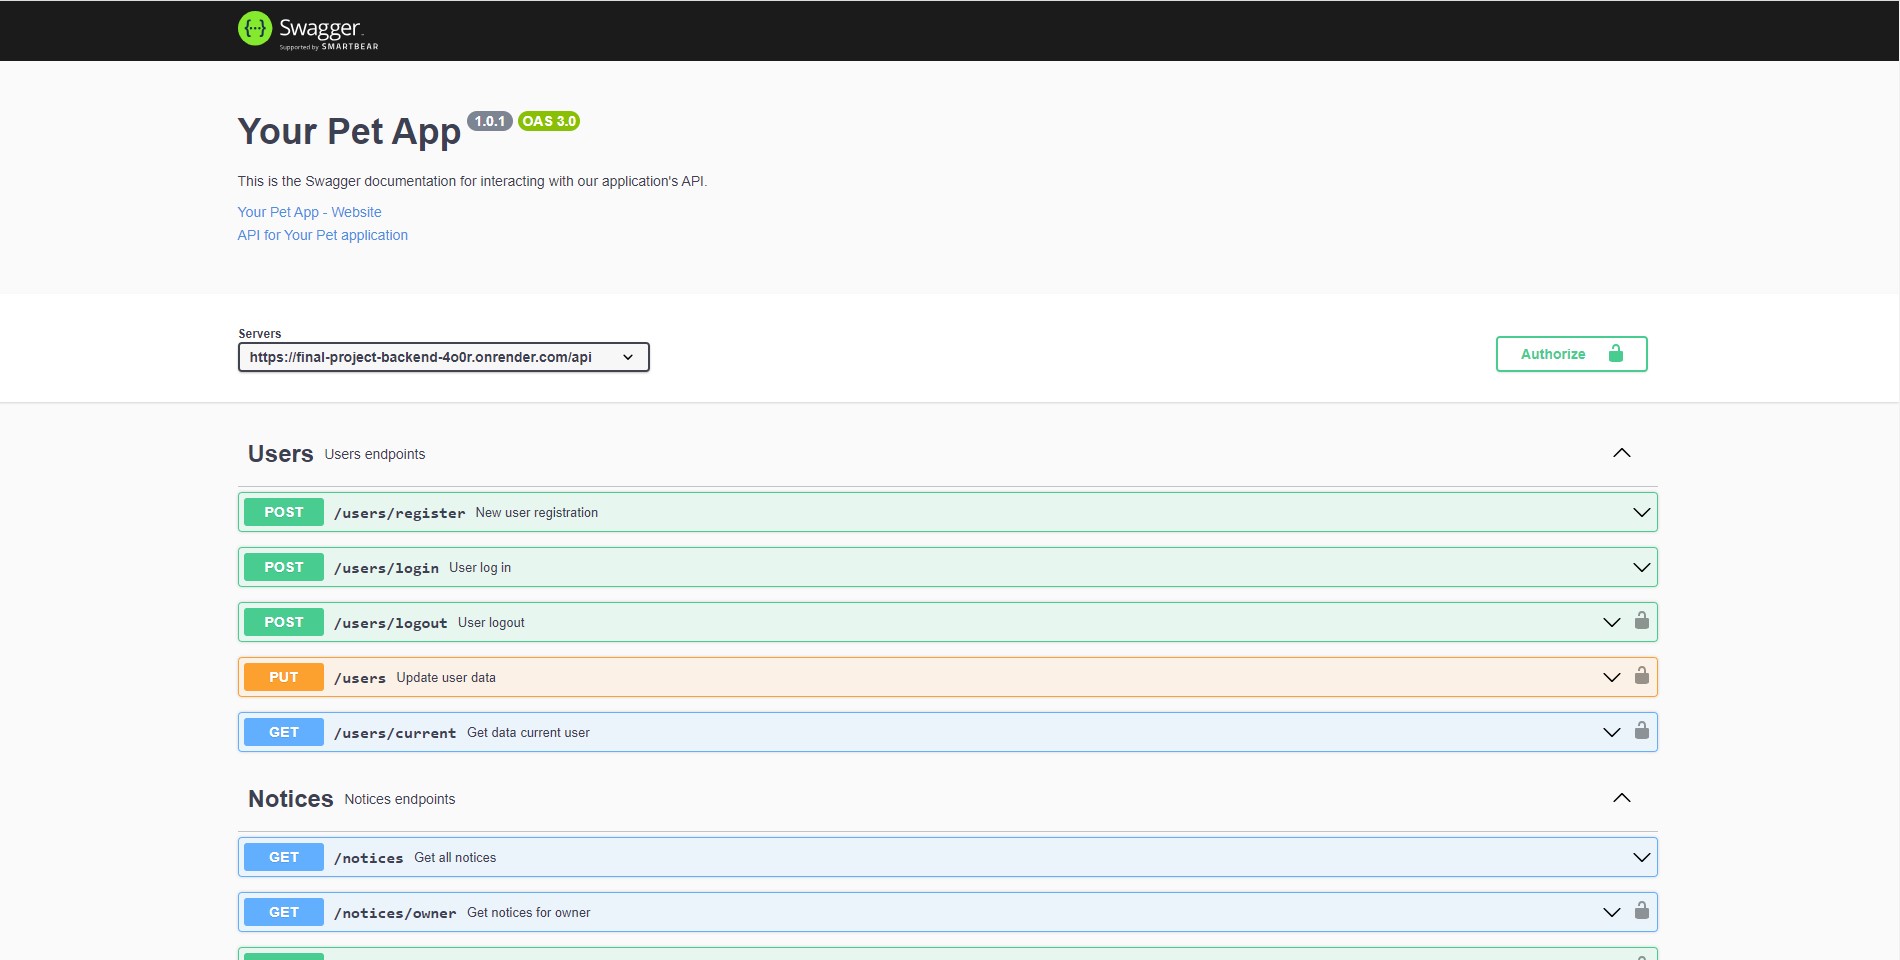 {···} Swagger.
Supported by SMARTBEAR
Your Pet App 1.0.1 OAS 3.0
This is the Swagger documentation for interacting with our application's API.
Your Pet App - Website
API for Your Pet application
Servers
https://final-project-backend-4o0r.onrender.com/api
Authorize
Users Users endpoints
POST /users/register New user registration
POST /users/login User log in
POST /users/logout User logout
PUT /users Update user data
GET /users/current Get data current user
Notices Notices endpoints
GET /notices Get all notices
GET /notices/owner Get notices for owner